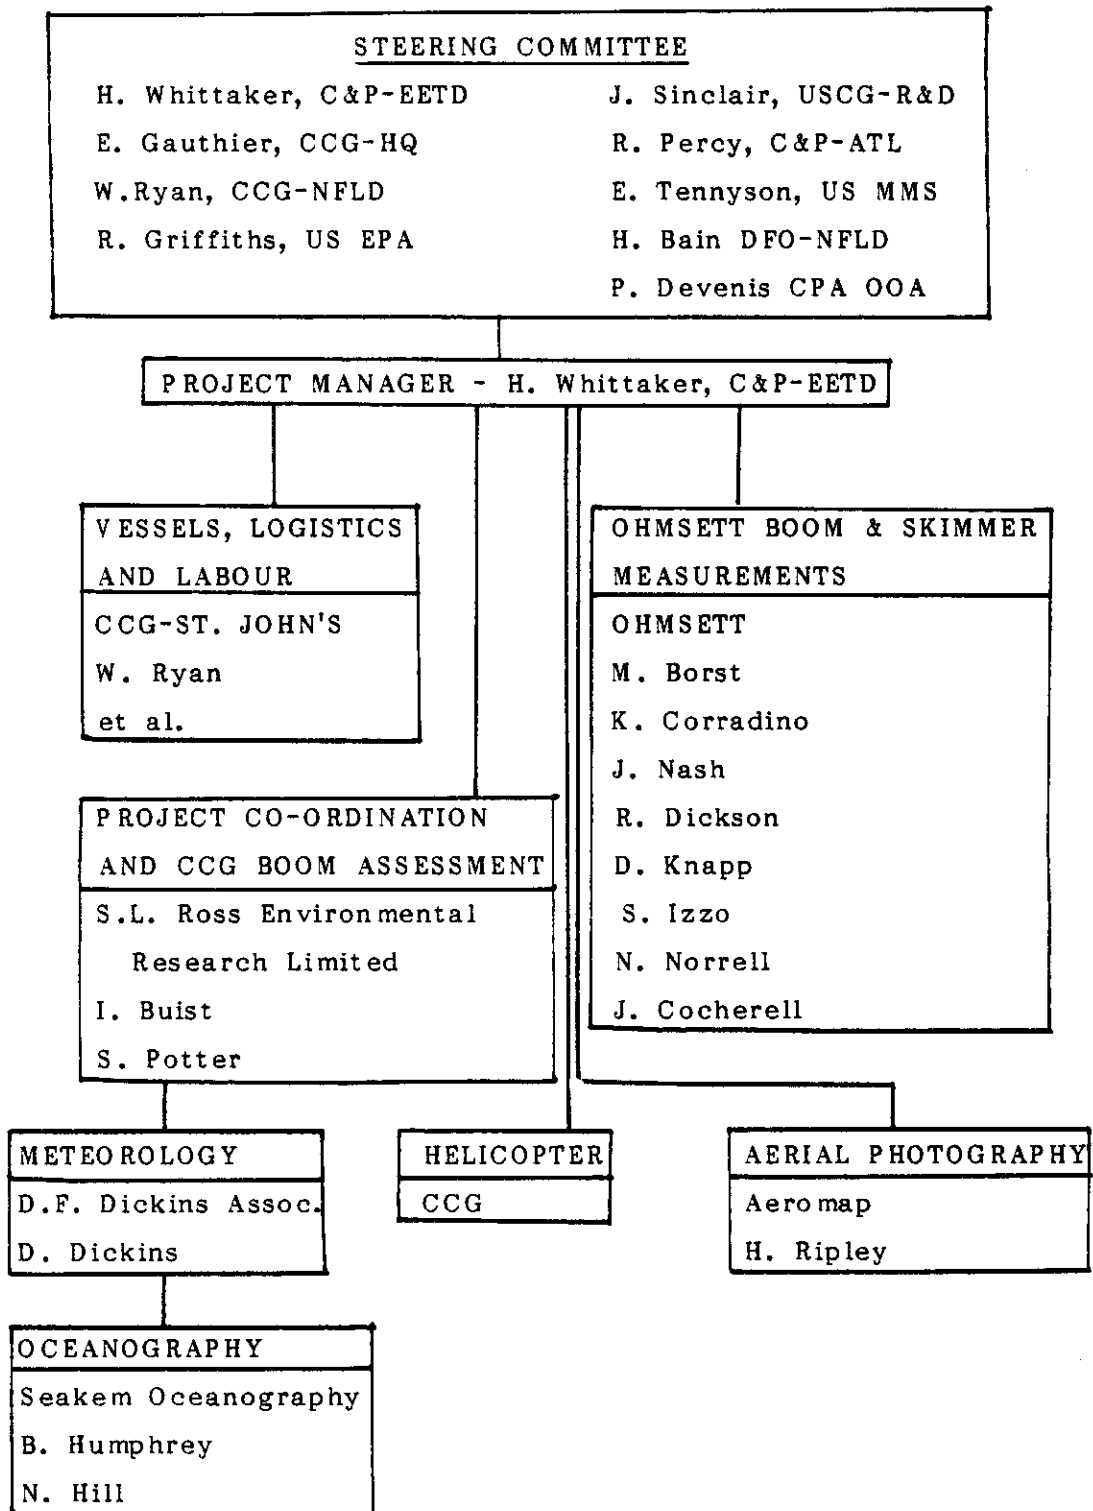 STEERING COMMITTEE
H. Whittaker, C&P-EETD
E. Gauthier, CCG-HQ
W.Ryan, CCG-NFLD
R. Griffiths, US EPA
J. Sinclair, USCG-R&D
R. Percy, C&P-ATL
E. Tennyson, US MMS
H. Bain DFO-NFLD
P. Devenis CPA OOA
PROJECT MANAGER - H. Whittaker, C&P-EETD
VESSELS, LOGISTICS
AND LABOUR
CCG-ST. JOHN'S
W. Ryan
et al.
OHMSETT BOOM & SKIMMER
MEASUREMENTS
OHMSETT
M. Borst
K. Corradino
J. Nash
R. Dickson
D. Knapp
S. Izzo
N. Norrell
J. Cocherell
PROJECT CO-ORDINATION
AND CCG BOOM ASSESSMENT
S.L. Ross Environmental
Research Limited
I. Buist
S. Potter
METEOROLOGY
D.F. Dickins Assoc.
D. Dickins
HELICOPTER
CCG
AERIAL PHOTOGRAPHY
Aeromap
H. Ripley
OCEANOGRAPHY
Seakem Oceanography
B. Humphrey
N. Hill